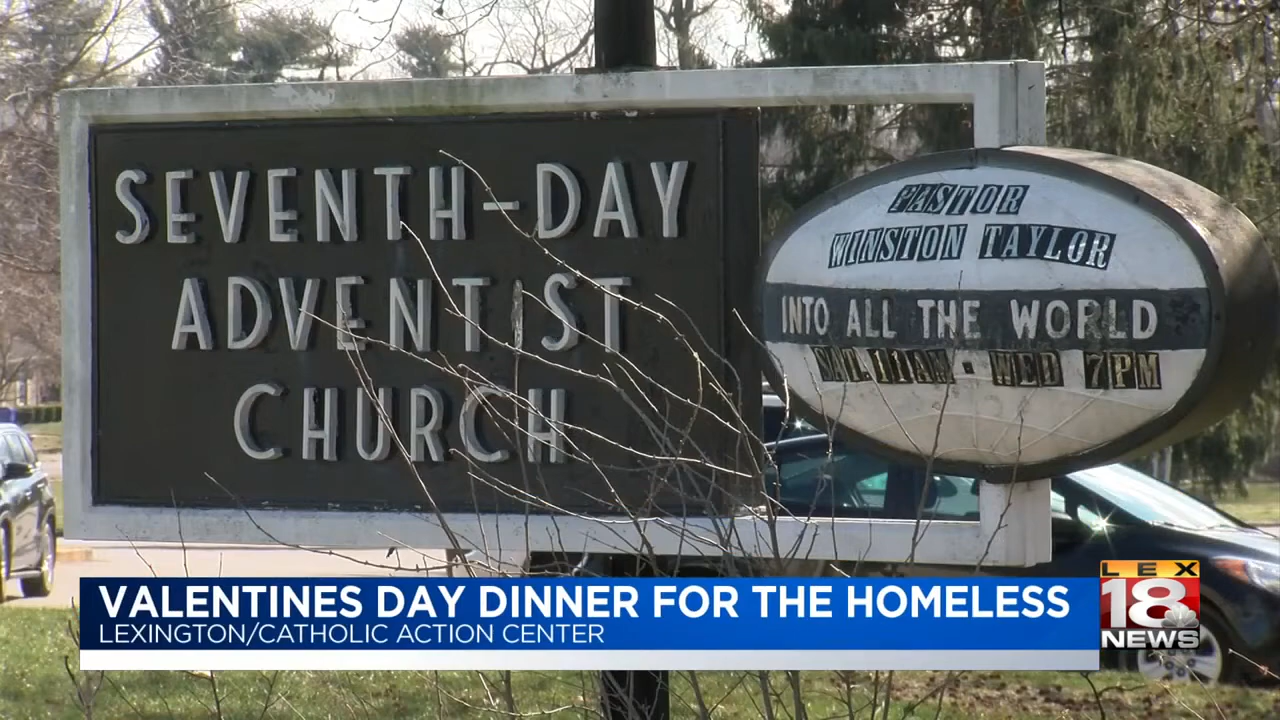 SEVENTH-DAY
ADVENTIST
CHURCH
PASTOR
WINSTON TAYLOR
INTO ALL THE WORLD
SAT. 11AM · WED 7PM
VALENTINES DAY DINNER FOR THE HOMELESS
LEXINGTON/CATHOLIC ACTION CENTER
LEX
18
NEWS